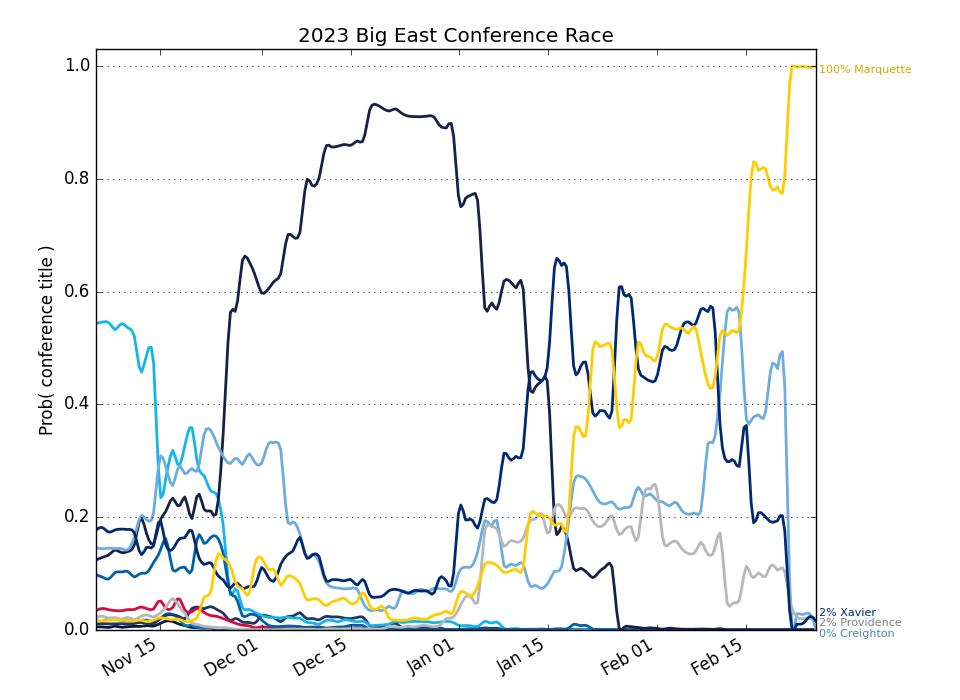 2023 Big East Conference Race
Prob( conference title )
1.0
0.8
0.6
0.4
0.2
0.0
Nov 15
Dec 01
Dec 15
Jan 01
Jan 15
Feb 01
Feb 15
100% Marquette
2% Xavier
2% Providence
0% Creighton